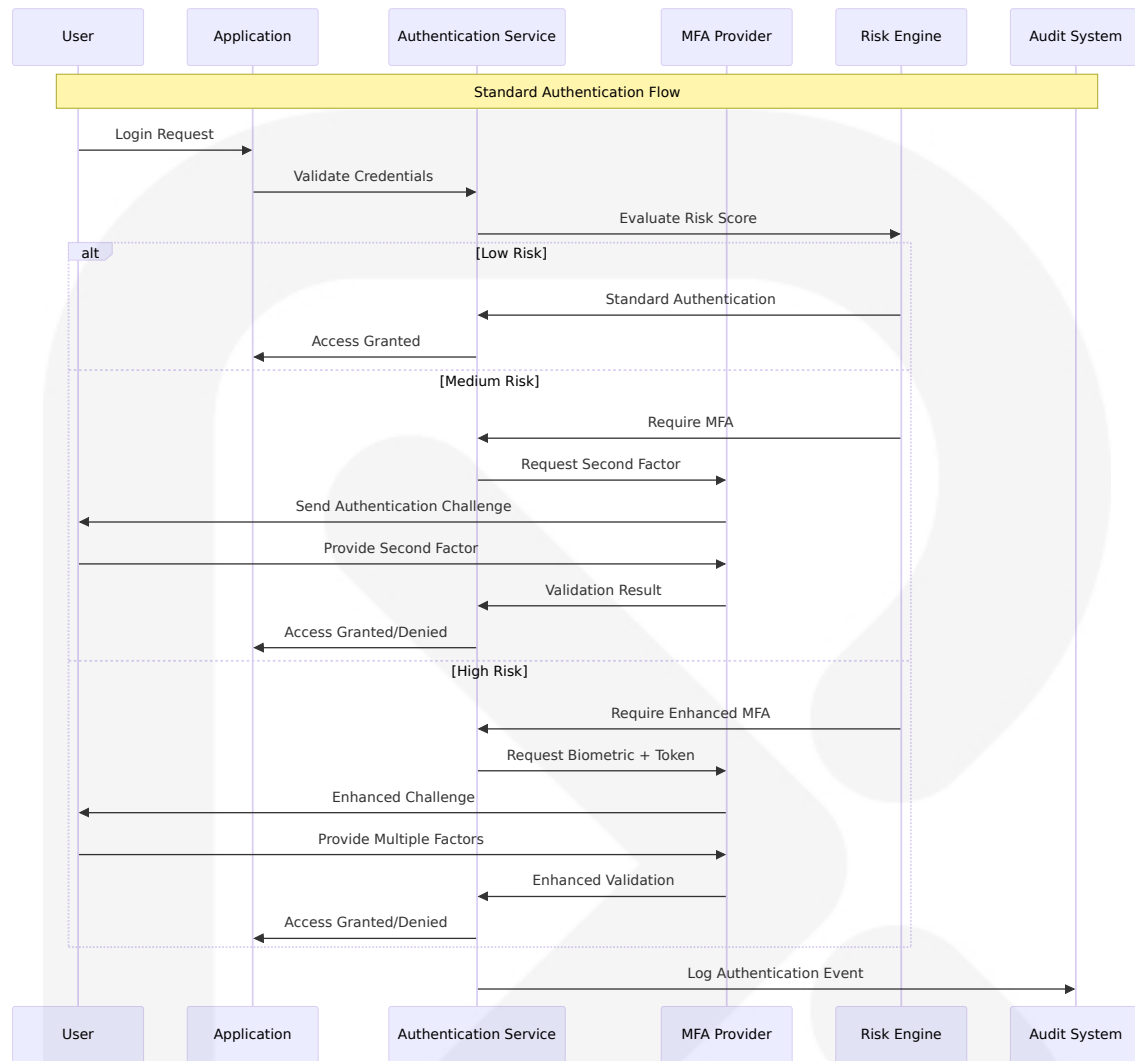 User
Application
Authentication Service
MFA Provider
Risk Engine
Audit System
Standard Authentication Flow
Login Request
Validate Credentials
Evaluate Risk Score
alt
[Low Risk]
Standard Authentication
Access Granted
[Medium Risk]
Require MFA
Request Second Factor
Send Authentication Challenge
Provide Second Factor
Validation Result
Access Granted/Denied
[High Risk]
Require Enhanced MFA
Request Biometric + Token
Enhanced Challenge
Provide Multiple Factors
Enhanced Validation
Access Granted/Denied
Log Authentication Event
User
Application
Authentication Service
MFA Provider
Risk Engine
Audit System